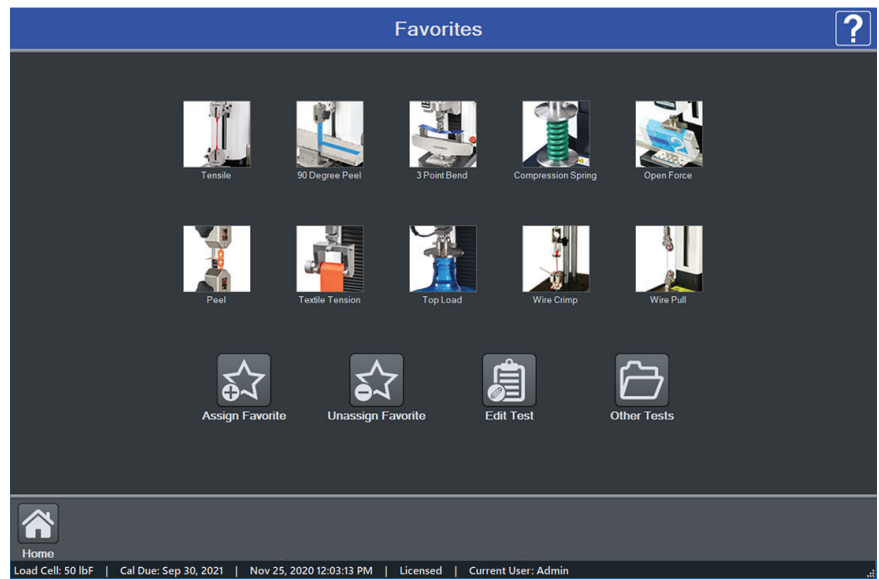 Favorites
?
Tensile
90 Degree Peel
3 Point Bend
Compression Spring
Open Force
Peel
Textile Tension
Top Load
Wire Crimp
Wire Pull
Assign Favorite
Unassign Favorite
Edit Test
Other Tests
Home
Load Cell: 50 lbF | Cal Due: Sep 30, 2021 | Nov 25, 2020 12:03:13 PM | Licensed | Current User: Admin